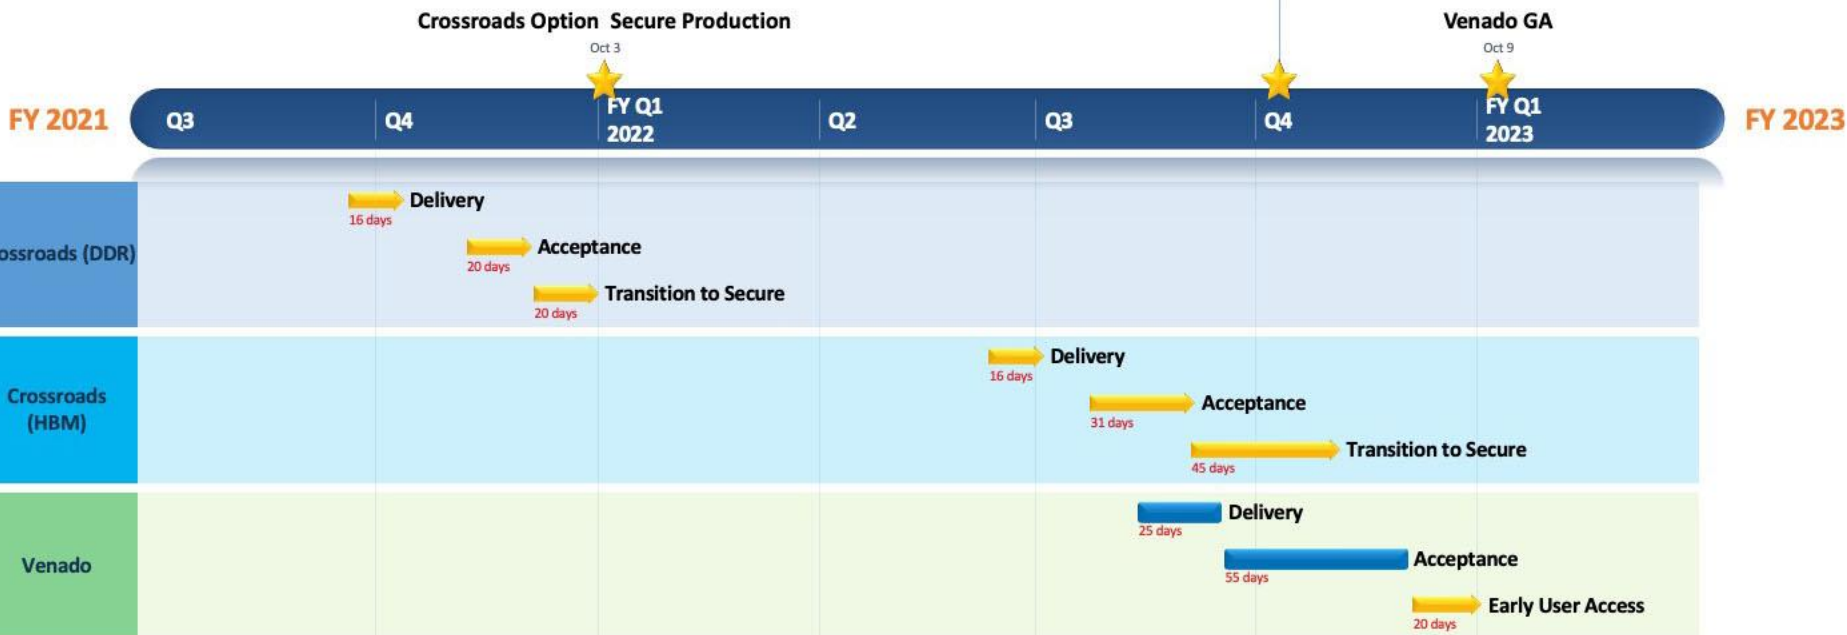 Crossroads Option Secure Production
Oct 3
Venado GA
Oct 9
FY 2021
Q3
Q4
FY Q1
2022
Q2
Q3
Q4
FY Q1
2023
FY 2023
ossroads (DDR)
Delivery
16 days
Acceptance
20 days
Transition to Secure
20 days
Crossroads
(HBM)
Delivery
16 days
Acceptance
31 days
Transition to Secure
45 days
Venado
Delivery
25 days
Acceptance
55 days
Early User Access
20 days